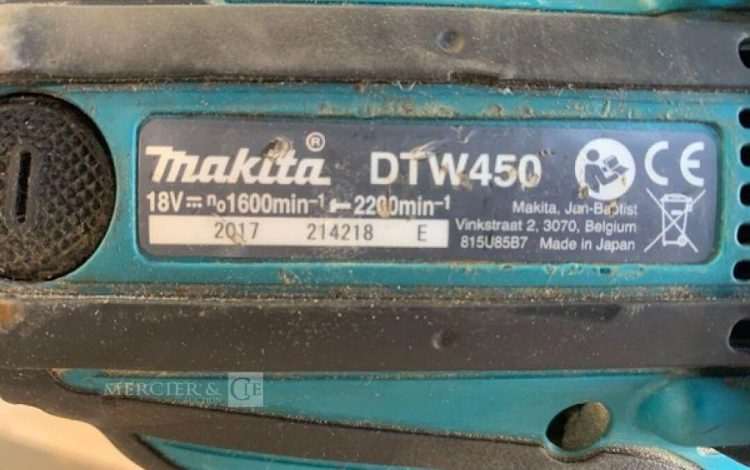 makita® DTW450
18V⎓ n₀1600min⁻¹ 2200min⁻¹
2017 214218 E
CE
Makita, Jan-Baptist
Vinkstraat 2, 3070, Belgium
815U85B7 Made in Japan
MERCIER & CIE
AUCTION